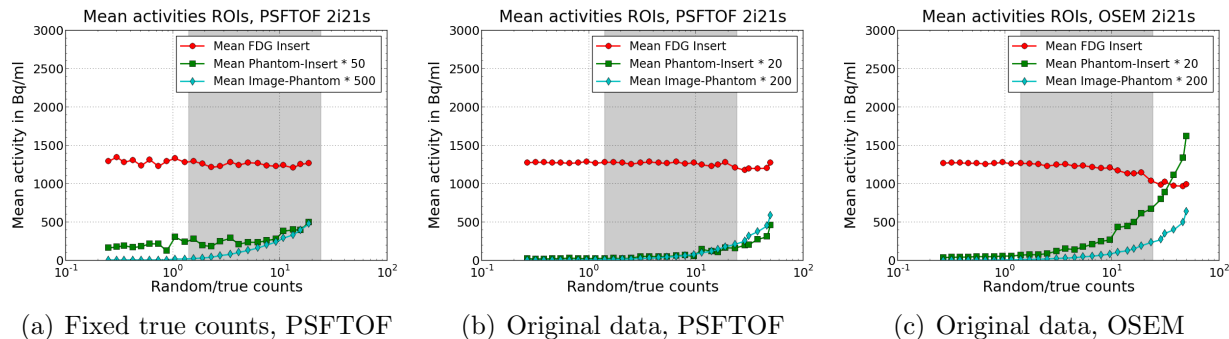 Mean activities ROIs, PSFTOF 2i21s
Mean activity in Bq/ml
3000
2500
2000
1500
1000
500
0
Mean FDG Insert
Mean Phantom-Insert * 50
Mean Image-Phantom * 500
10^-1 10^0 10^1 10^2
Random/true counts
(a) Fixed true counts, PSFTOF
Mean activities ROIs, PSFTOF 2i21s
Mean activity in Bq/ml
3000
2500
2000
1500
1000
500
0
Mean FDG Insert
Mean Phantom-Insert * 20
Mean Image-Phantom * 200
10^-1 10^0 10^1 10^2
Random/true counts
(b) Original data, PSFTOF
Mean activities ROIs, OSEM 2i21s
Mean activity in Bq/ml
3000
2500
2000
1500
1000
500
0
Mean FDG Insert
Mean Phantom-Insert * 20
Mean Image-Phantom * 200
10^-1 10^0 10^1 10^2
Random/true counts
(c) Original data, OSEM